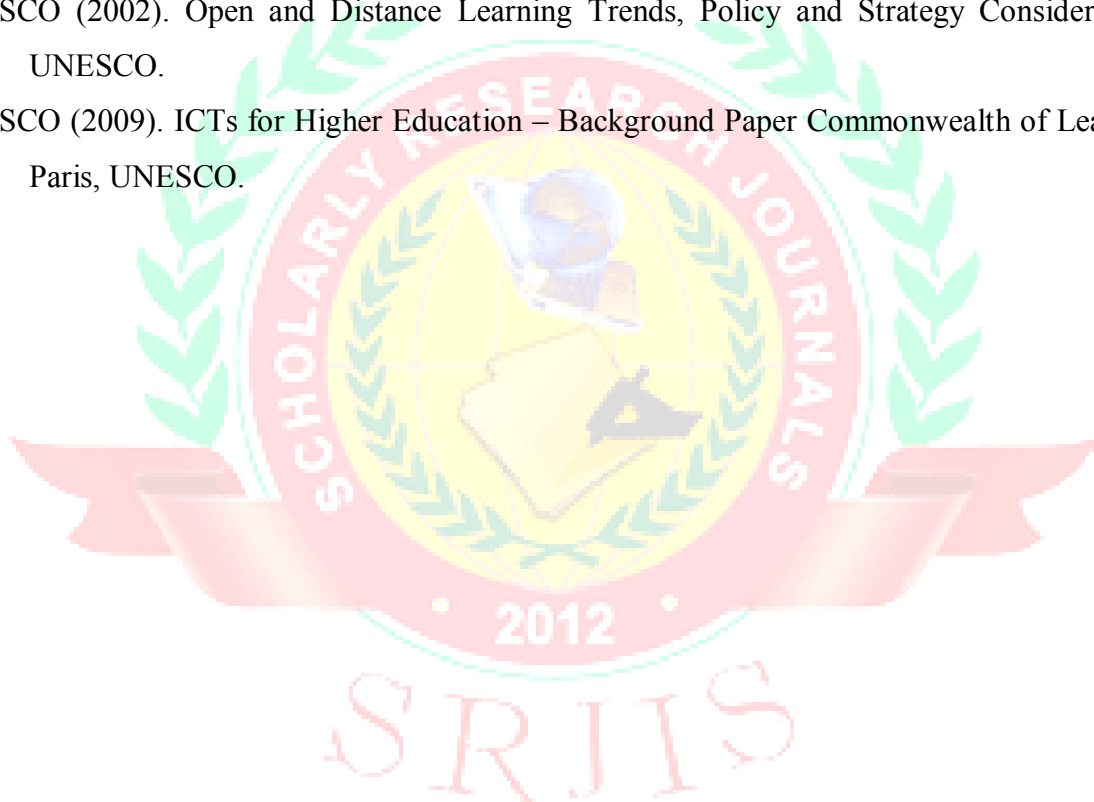 SCO (2002). Open and Distance Learning Trends, Policy and Strategy Consider
UNESCO.
SCO (2009). ICTs for Higher Education – Background Paper Commonwealth of Lea
Paris, UNESCO.
SCHOLARLY RESEARCH JOURNALS
2012
SRJIS